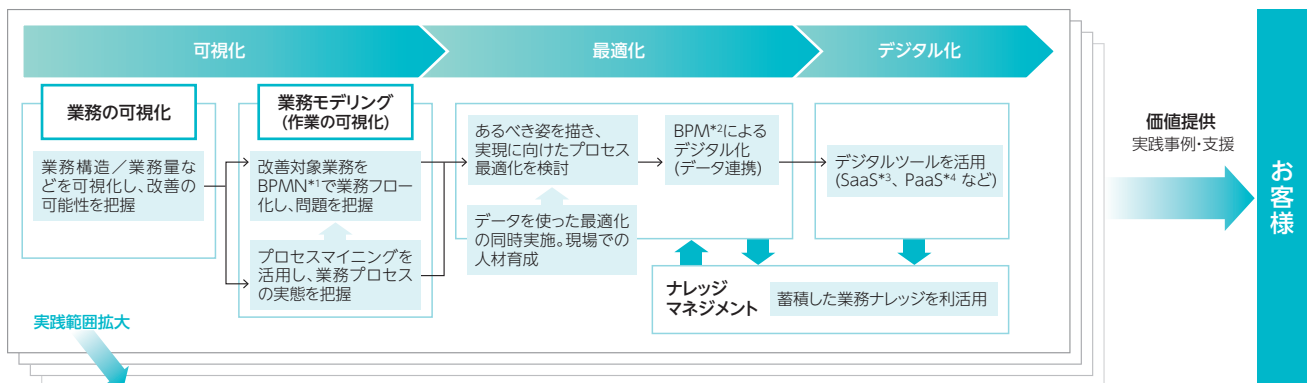 可視化
最適化
デジタル化
業務の可視化
業務構造／業務量な
どを可視化し、改善の
可能性を把握
業務モデリング
(作業の可視化)
改善対象業務を
BPMN*1で業務フロー
化し、問題を把握
プロセスマイニングを
活用し、業務プロセス
の実態を把握
あるべき姿を描き、
実現に向けたプロセス
最適化を検討
データを使った最適化
の同時実施。現場での
人材育成
BPM*2による
デジタル化
(データ連携)
デジタルツールを活用
(SaaS*3、PaaS*4 など)
ナレッジ
マネジメント
蓄積した業務ナレッジを利活用
実践範囲拡大
価値提供
実践事例・支援
お客様